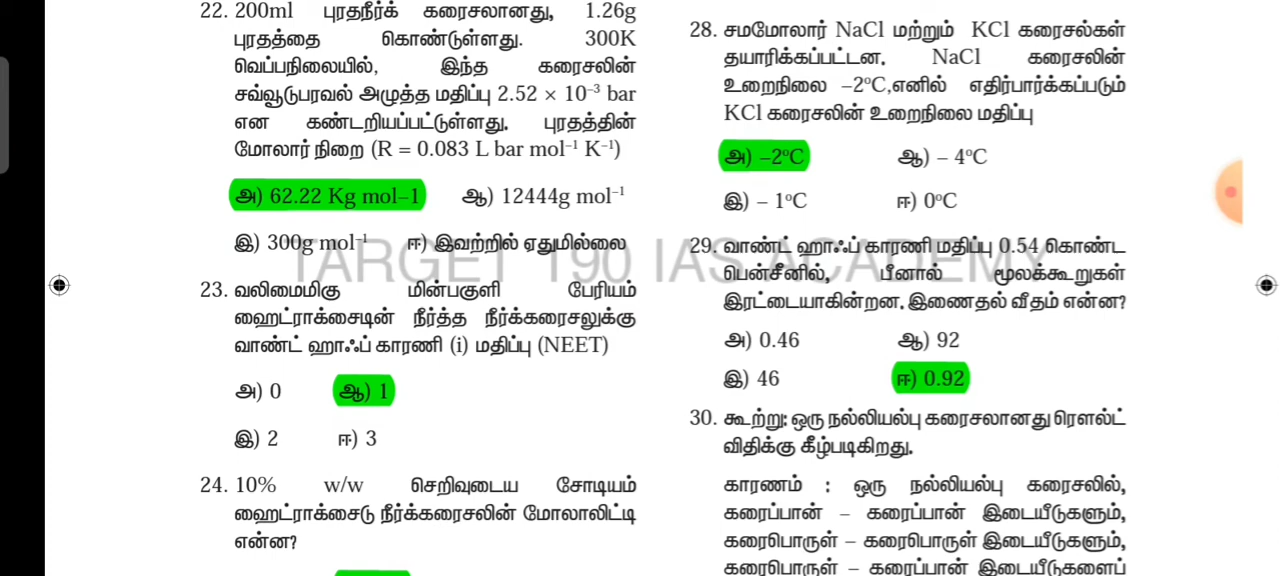 22. 200ml புரதநீர்க் கரைசலானது, 1.26g
புரதத்தை கொண்டுள்ளது. 300K
வெப்பநிலையில், இந்த கரைசலின்
சவ்வூடுபரவல் அழுத்த மதிப்பு 2.52 × 10⁻³ bar
என கண்டறியப்பட்டுள்ளது. புரதத்தின்
மோலார் நிறை (R = 0.083 L bar mol⁻¹ K⁻¹)
அ) 62.22 Kg mol–1 ஆ) 12444g mol⁻¹
இ) 300g mol⁻¹ ஈ) இவற்றில் ஏதுமில்லை
23. வலிமைமிகு மின்பகுளி பேரியம்
ஹைட்ராக்சைடின் நீர்த்த நீர்க்கரைசலுக்கு
வாண்ட் ஹாஃப் காரணி (i) மதிப்பு (NEET)
அ) 0 ஆ) 1
இ) 2 ஈ) 3
24. 10% w/w செறிவுடைய சோடியம்
ஹைட்ராக்சைடு நீர்க்கரைசலின் மோலாலிட்டி
என்ன?
28. சமமோலார் NaCl மற்றும் KCl கரைசல்கள்
தயாரிக்கப்பட்டன. NaCl கரைசலின்
உறைநிலை –2°C,எனில் எதிர்பார்க்கப்படும்
KCl கரைசலின் உறைநிலை மதிப்பு
அ) –2°C ஆ) – 4°C
இ) – 1°C ஈ) 0°C
29. வாண்ட் ஹாஃப் காரணி மதிப்பு 0.54 கொண்ட
பென்சீனில், பீனால் மூலக்கூறுகள்
இரட்டையாகின்றன. இணைதல் வீதம் என்ன?
அ) 0.46 ஆ) 92
இ) 46 ஈ) 0.92
30. கூற்று: ஒரு நல்லியல்பு கரைசலானது ரௌல்ட்
விதிக்கு கீழ்படிகிறது.
காரணம் : ஒரு நல்லியல்பு கரைசலில்,
கரைப்பான் – கரைப்பான் இடையீடுகளும்,
கரைபொருள் – கரைபொருள் இடையீடுகளும்,
கரைபொருள் – கரைப்பான் இடையீடுகளைப்
TARGET 190 IAS ACADEMY